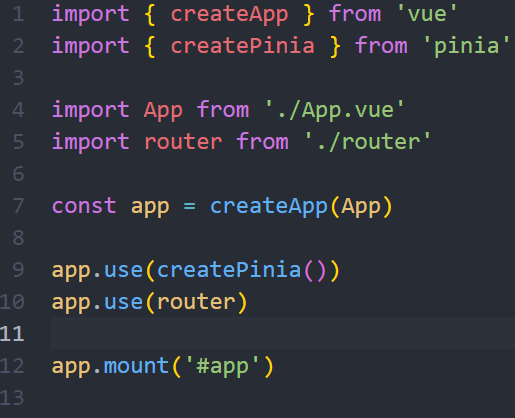 1 import { createApp } from 'vue'
2 import { createPinia } from 'pinia'
3
4 import App from './App.vue'
5 import router from './router'
6
7 const app = createApp(App)
8
9 app.use(createPinia())
10 app.use(router)
11
12 app.mount('#app')
13